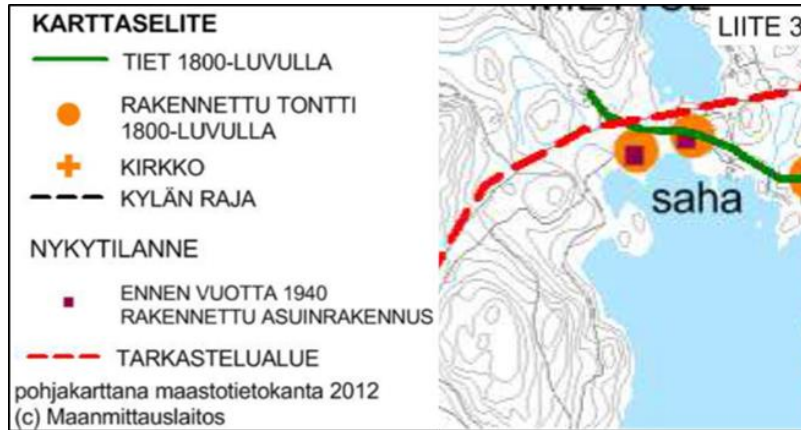 KARTTASELITE
TIET 1800-LUVULLA
RAKENNETTU TONTTI
1800-LUVULLA
KIRKKO
KYLÄN RAJA
NYKYTILANNE
ENNEN VUOTTA 1940
RAKENNETTU ASUINRAKENNUS
TARKASTELUALUE
pohjakarttana maastotietokanta 2012
(c) Maanmittauslaitos
LIITE 3
saha